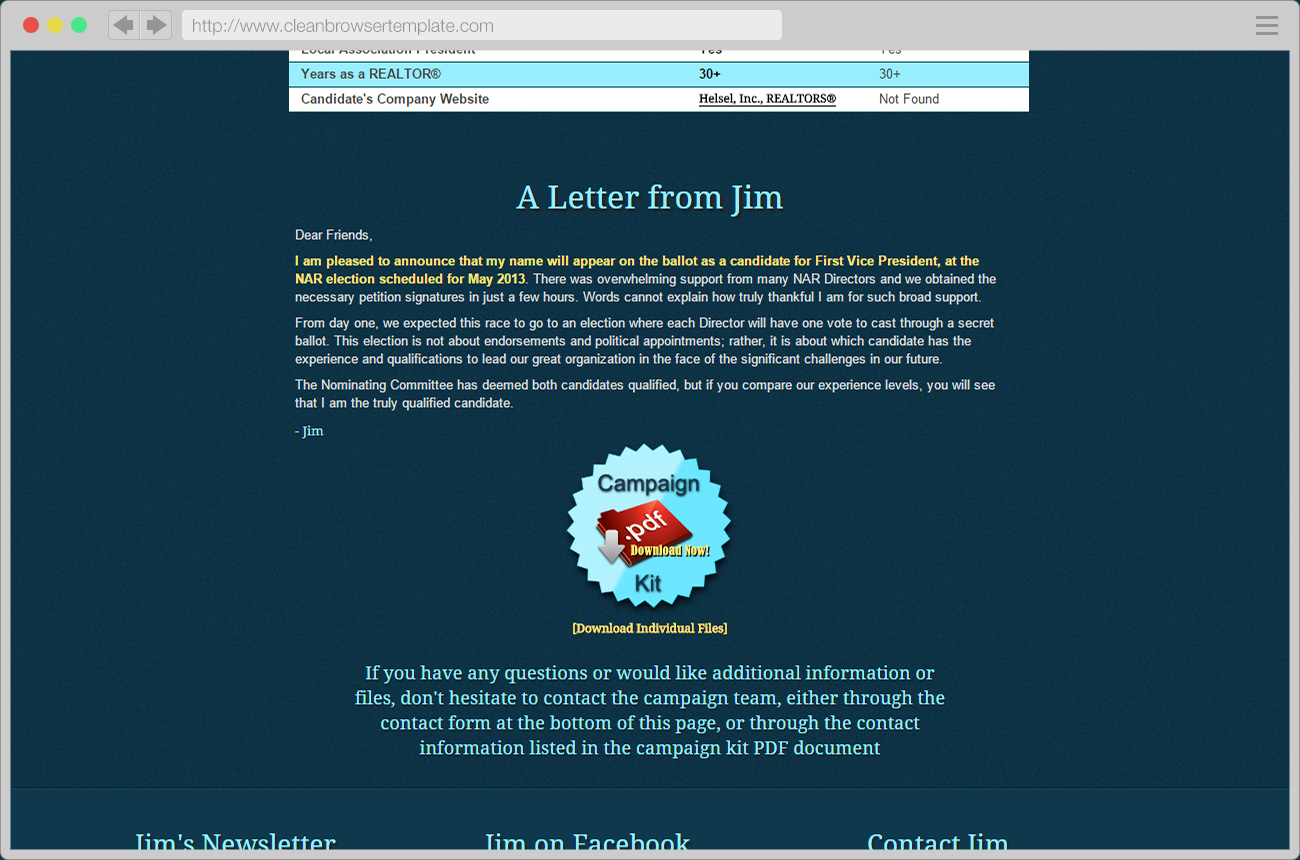 http://www.cleanbrowsertemplate.com
Local Association President Yes Yes
Years as a REALTOR® 30+ 30+
Candidate's Company Website Helsel, Inc., REALTORS® Not Found
A Letter from Jim
Dear Friends,
I am pleased to announce that my name will appear on the ballot as a candidate for First Vice President, at the
NAR election scheduled for May 2013. There was overwhelming support from many NAR Directors and we obtained the
necessary petition signatures in just a few hours. Words cannot explain how truly thankful I am for such broad support.
From day one, we expected this race to go to an election where each Director will have one vote to cast through a secret
ballot. This election is not about endorsements and political appointments; rather, it is about which candidate has the
experience and qualifications to lead our great organization in the face of the significant challenges in our future.
The Nominating Committee has deemed both candidates qualified, but if you compare our experience levels, you will see
that I am the truly qualified candidate.
- Jim
Campaign
.pdf
Download Now!
Kit
[Download Individual Files]
If you have any questions or would like additional information or
files, don't hesitate to contact the campaign team, either through the
contact form at the bottom of this page, or through the contact
information listed in the campaign kit PDF document
Jim's Newsletter Jim on Facebook Contact Jim